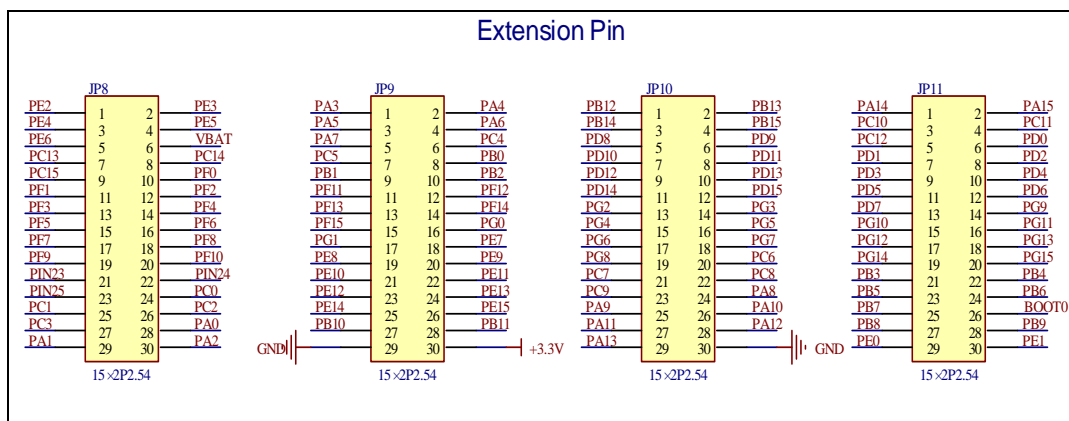 Extension Pin
JP8 JP9 JP10 JP11
PE2 1 2 PE3 PA3 1 2 PA4 PB12 1 2 PB13 PA14 1 2 PA15
PE4 3 4 PE5 PA5 3 4 PA6 PB14 3 4 PB15 PC10 3 4 PC11
PE6 5 6 VBAT PA7 5 6 PC4 PD8 5 6 PD9 PC12 5 6 PD0
PC13 7 8 PC14 PC5 7 8 PB0 PD10 7 8 PD11 PD1 7 8 PD2
PC15 9 10 PF0 PB1 9 10 PB2 PD12 9 10 PD13 PD3 9 10 PD4
PF1 11 12 PF2 PF11 11 12 PF12 PD14 11 12 PD15 PD5 11 12 PD6
PF3 13 14 PF4 PF13 13 14 PF14 PG2 13 14 PG3 PD7 13 14 PG9
PF5 15 16 PF6 PF15 15 16 PG0 PG4 15 16 PG5 PG10 15 16 PG11
PF7 17 18 PF8 PG1 17 18 PE7 PG6 17 18 PG7 PG12 17 18 PG13
PF9 19 20 PF10 PE8 19 20 PE9 PG8 19 20 PC6 PG14 19 20 PG15
PIN23 21 22 PIN24 PE10 21 22 PE11 PC7 21 22 PC8 PB3 21 22 PB4
PIN25 23 24 PC0 PE12 23 24 PE13 PC9 23 24 PA8 PB5 23 24 PB6
PC1 25 26 PC2 PE14 25 26 PE15 PA9 25 26 PA10 PB7 25 26 BOOT0
PC3 27 28 PA0 PB10 27 28 PB11 PA11 27 28 PA12 PB8 27 28 PB9
PA1 29 30 PA2 GND 29 30 +3.3V PA13 29 30 GND PE0 29 30 PE1
15×2P2.54 15×2P2.54 15×2P2.54 15×2P2.54